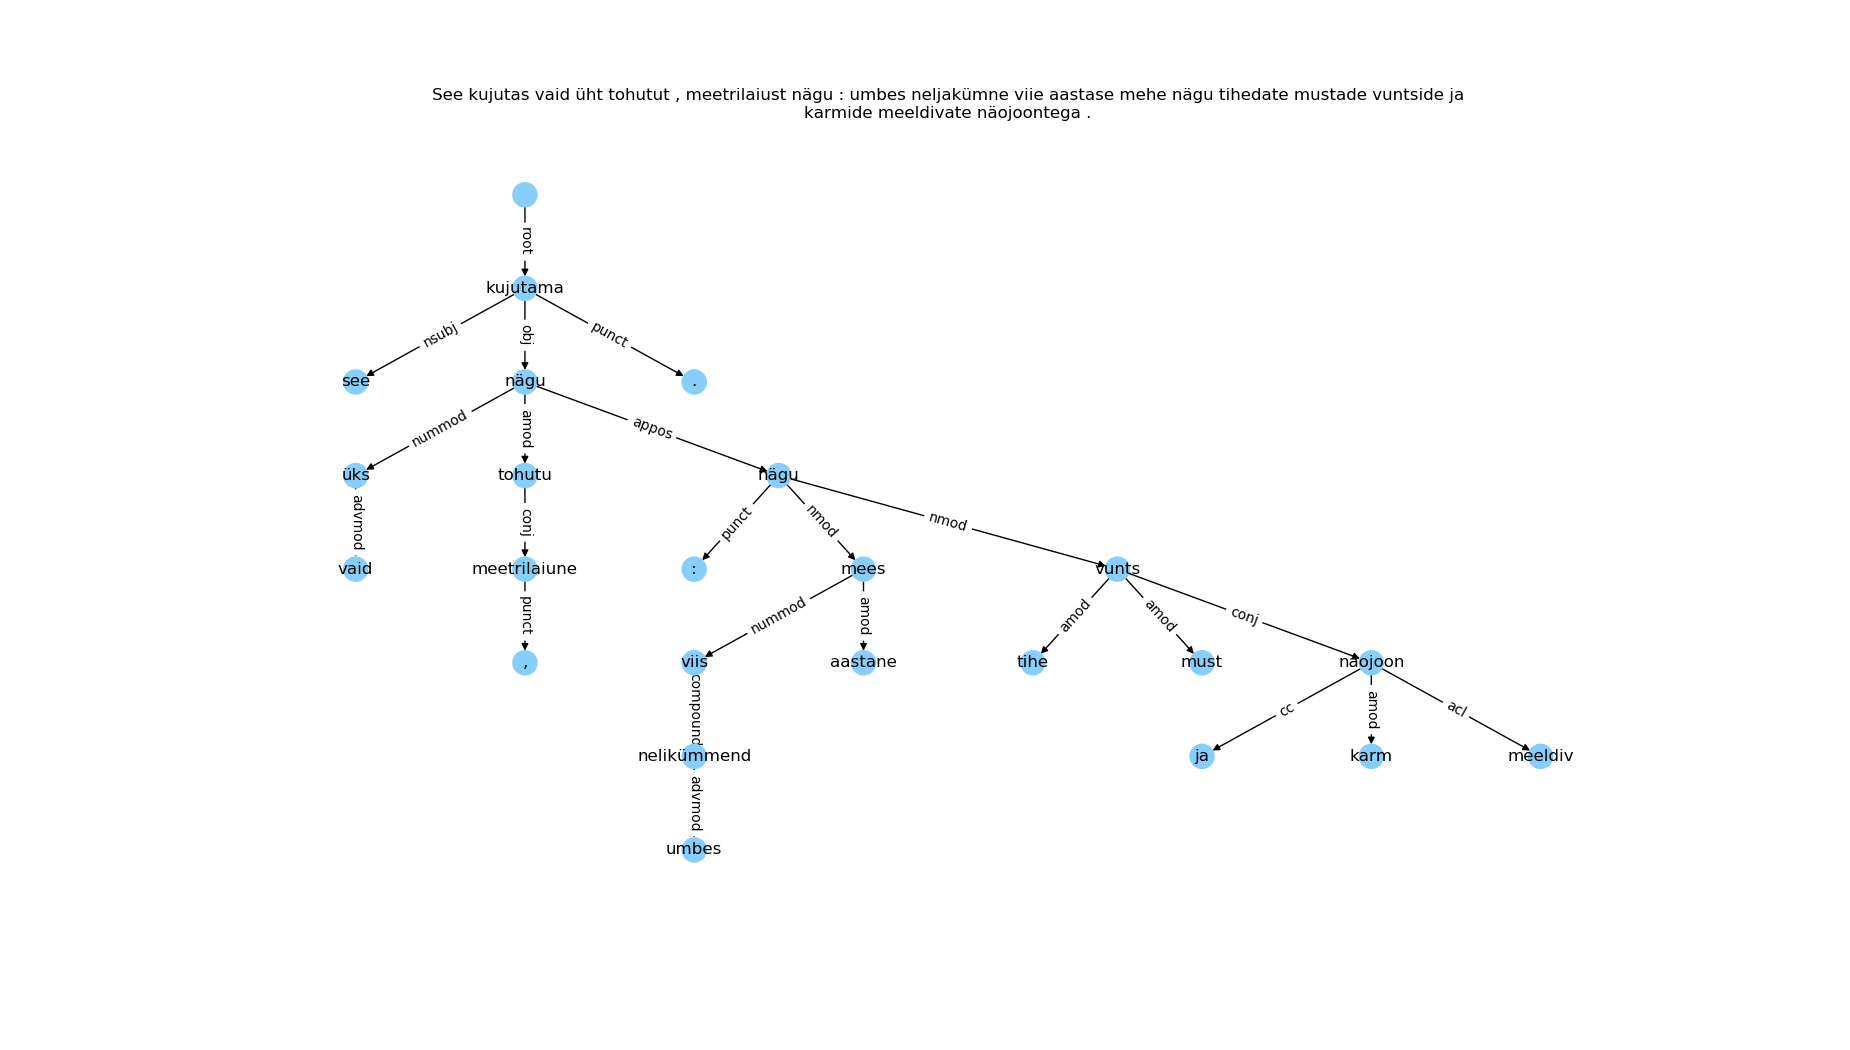 See kujutas vaid üht tohutut , meetrilaiust nägu : umbes neljakümne viie aastase mehe nägu tihedate mustade vuntside ja
karmide meeldivate näojoontega .
root
kujutama
nsubj
obj
punct
see
nägu
.
nummod
amod
appos
üks
tohutu
nägu
advmod
conj
punct
nmod
nmod
vaid
meetrilaiune
:
mees
vunts
punct
nummod
amod
amod
amod
conj
,
viis
aastane
tihe
must
näojoon
compound
cc
amod
acl
nelikümmend
ja
karm
meeldiv
advmod
umbes